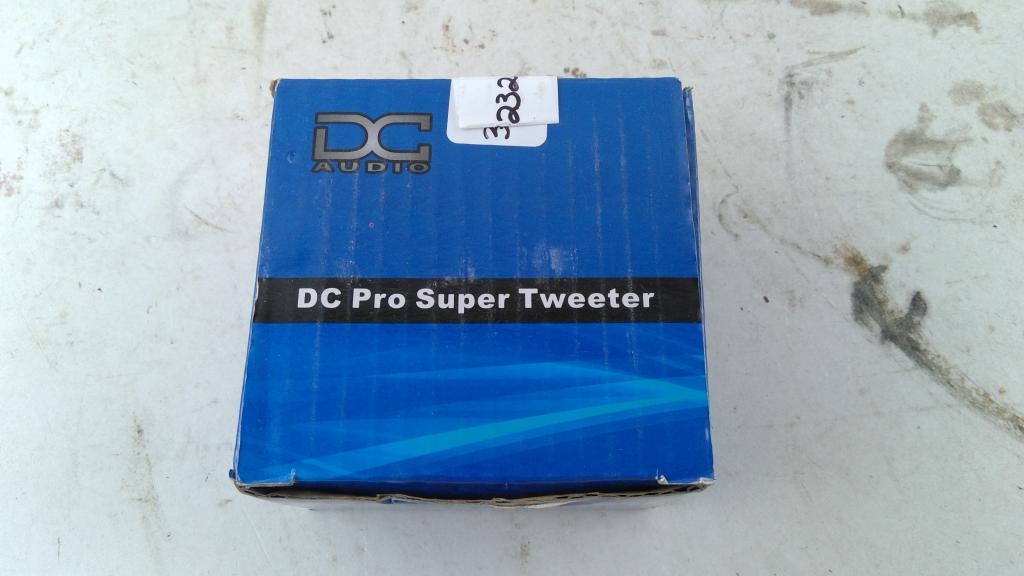 DC
AUDIO
3232
DC Pro Super Tweeter